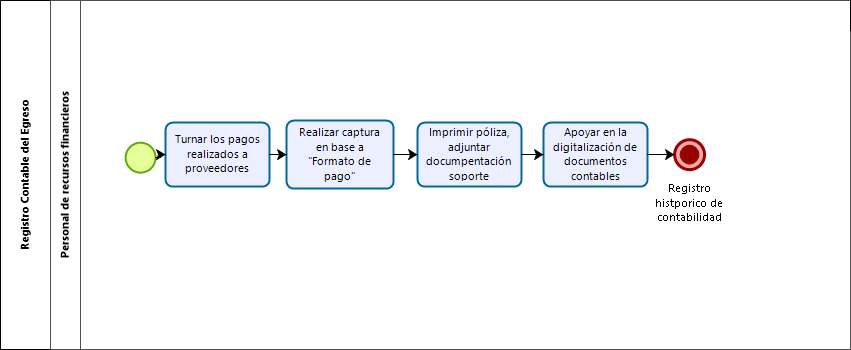 Registro Contable del Egreso
Personal de recursos financieros
Turnar los pagos
realizados a
proveedores
Realizar captura
en base a
"Formato de
pago"
Imprimir póliza,
adjuntar
documpentación
soporte
Apoyar en la
digitalización de
documentos
contables
Registro
histporico de
contabilidad